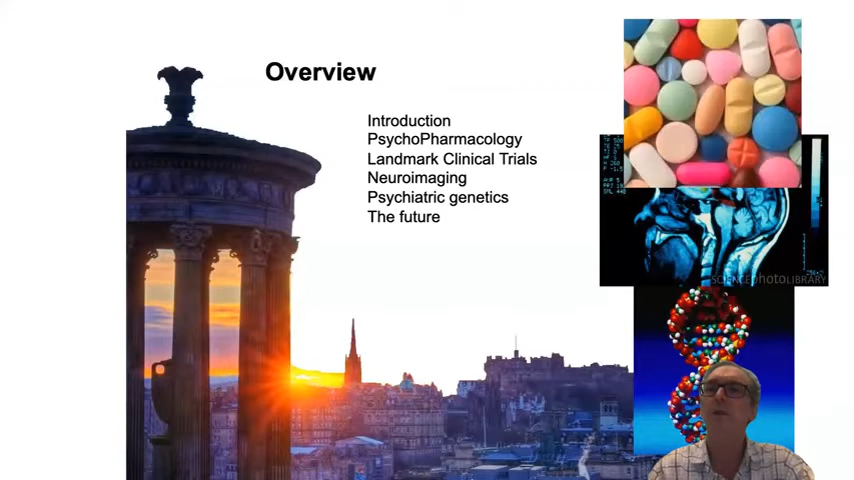 Overview
Introduction
PsychoPharmacology
Landmark Clinical Trials
Neuroimaging
Psychiatric genetics
The future
SCIENCEphotoLIBRARY